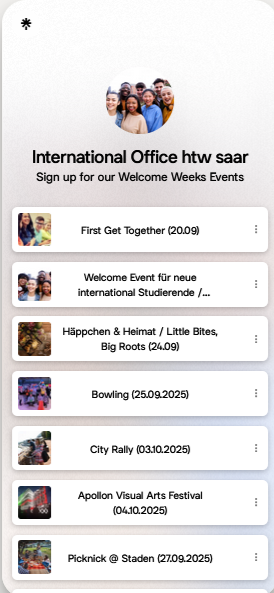 International Office htw saar
Sign up for our Welcome Weeks Events
First Get Together (20.09)
Welcome Event für neue
international Studierende /...
Häppchen & Heimat / Little Bites,
Big Roots (24.09)
Bowling (25.09.2025)
City Rally (03.10.2025)
Apollon Visual Arts Festival
(04.10.2025)
Picknick @ Staden (27.09.2025)